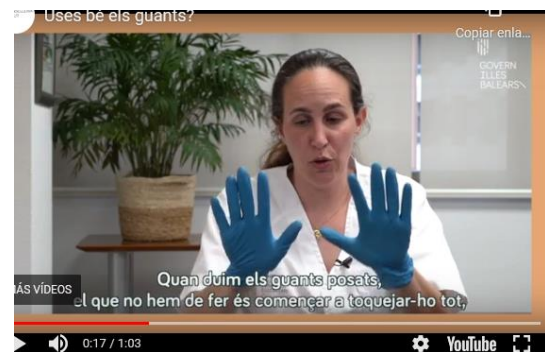 Uses bé els guants?
Copiar enla...
GOVERN
ILLES
BALEARS
Quan duim els guants posats,
el que no hem de fer és començar a toquejar-ho tot,
ÁS VÍDEOS
0:17 / 1:03
YouTube